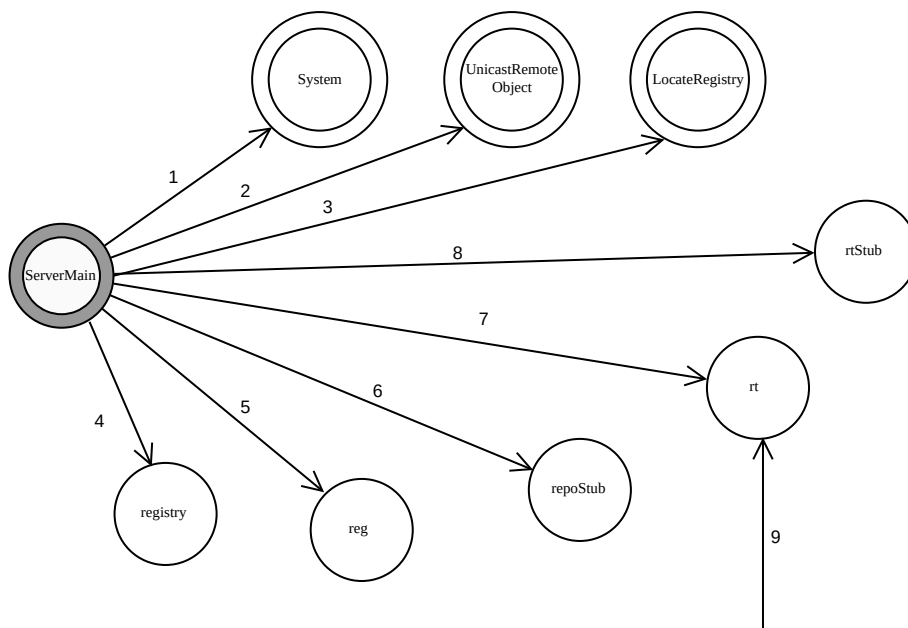 System
UnicastRemote
Object
LocateRegistry
1
2
3
8
rtStub
ServerMain
7
rt
6
5
4
repoStub
registry
reg
9